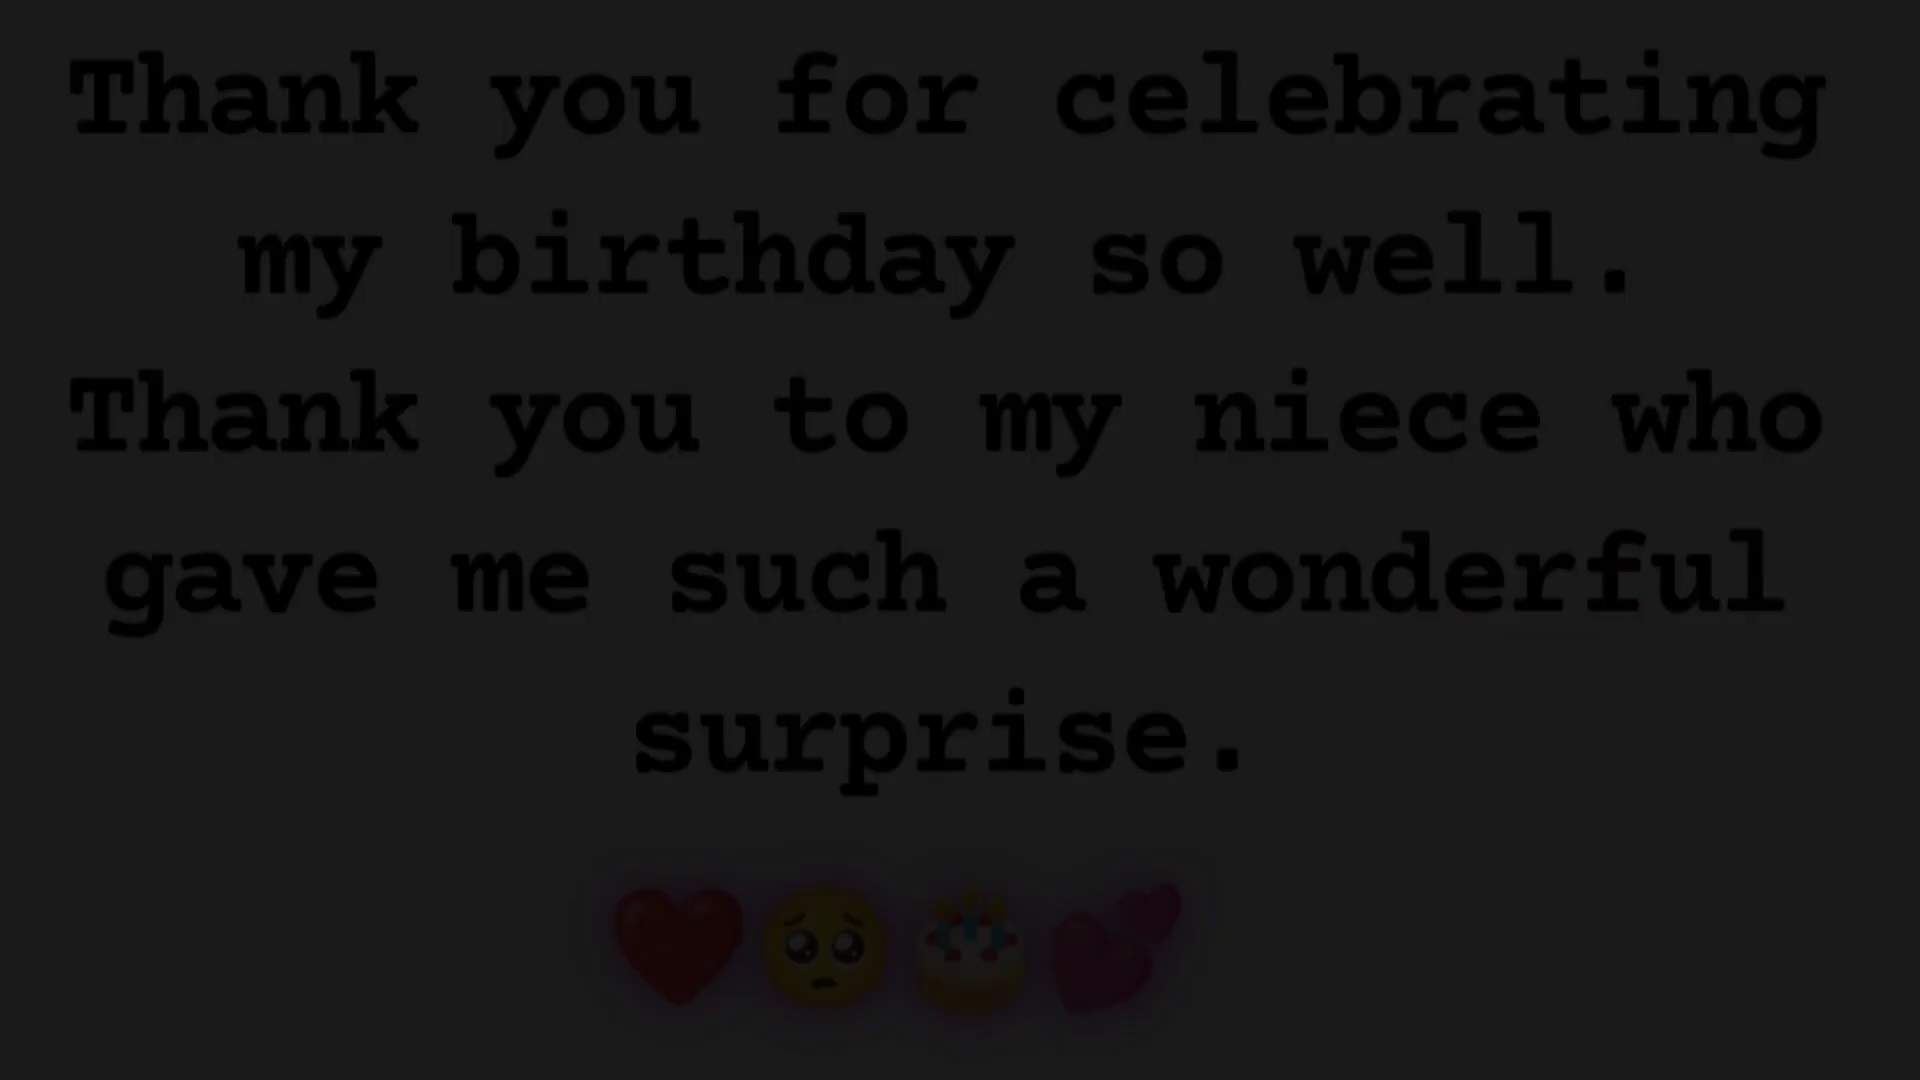 Thank you for celebrating
my birthday so well.
Thank you to my niece who
gave me such a wonderful
surprise.
❤️🥺🎂💕